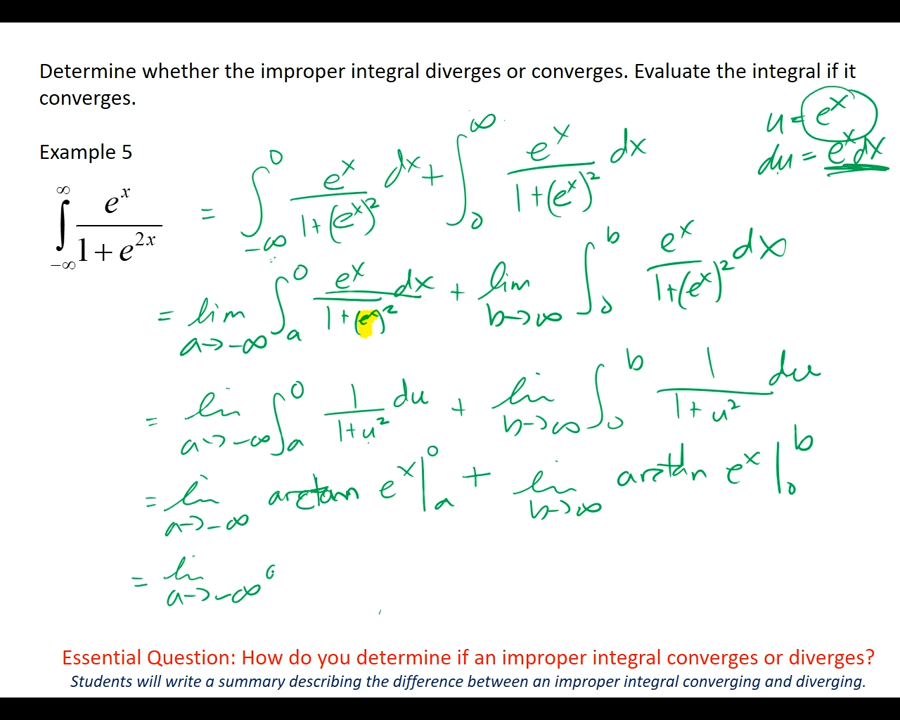 Determine whether the improper integral diverges or converges. Evaluate the integral if it
converges.
u = e^x
du = e^x dx
Example 5
∫_{-∞}^{∞} e^x / (1 + e^{2x}) = ∫_{-∞}^{0} e^x / (1+(e^x)^2) dx + ∫_{0}^{∞} e^x / (1+(e^x)^2) dx
= lim_{a→-∞} ∫_{a}^{0} e^x / (1+(e^x)^2) dx + lim_{b→∞} ∫_{0}^{b} e^x / (1+(e^x)^2) dx
= lim_{a→-∞} ∫_{a}^{0} 1 / (1+u^2) du + lim_{b→∞} ∫_{0}^{b} 1 / (1+u^2) du
= lim_{a→-∞} arctan e^x |_{a}^{0} + lim_{b→∞} arctan e^x |_{0}^{b}
= lim_{a→-∞}
Essential Question: How do you determine if an improper integral converges or diverges?
Students will write a summary describing the difference between an improper integral converging and diverging.